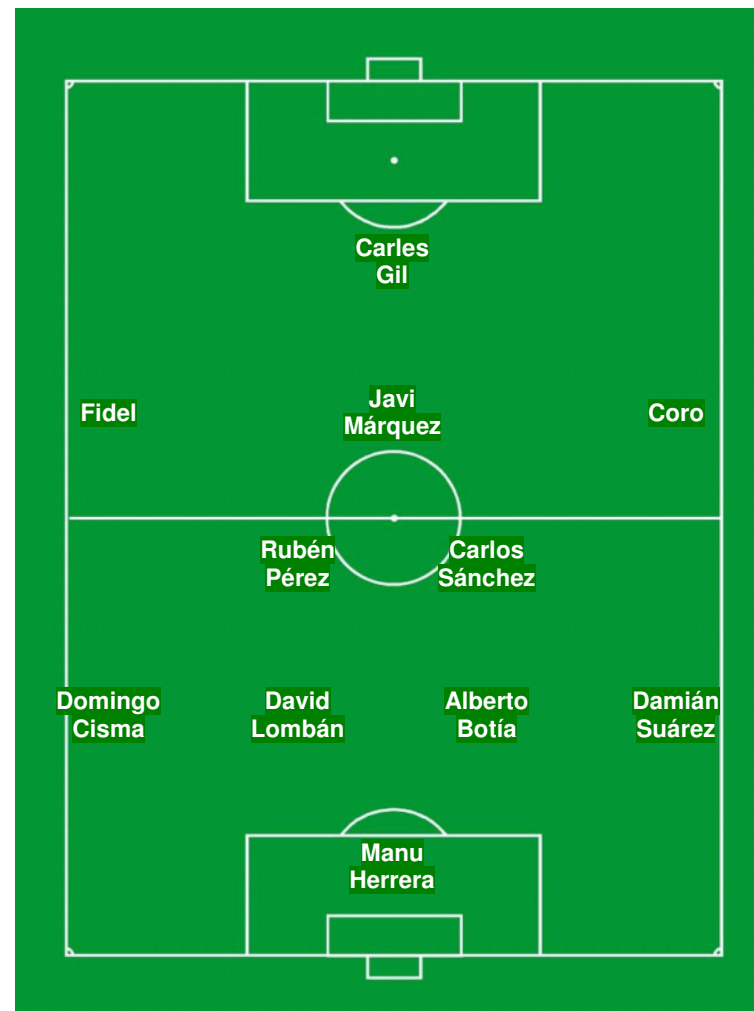 Carles
Gil
Fidel
Javi
Márquez
Coro
Rubén
Pérez
Carlos
Sánchez
Domingo
Cisma
David
Lombán
Alberto
Botía
Damián
Suárez
Manu
Herrera